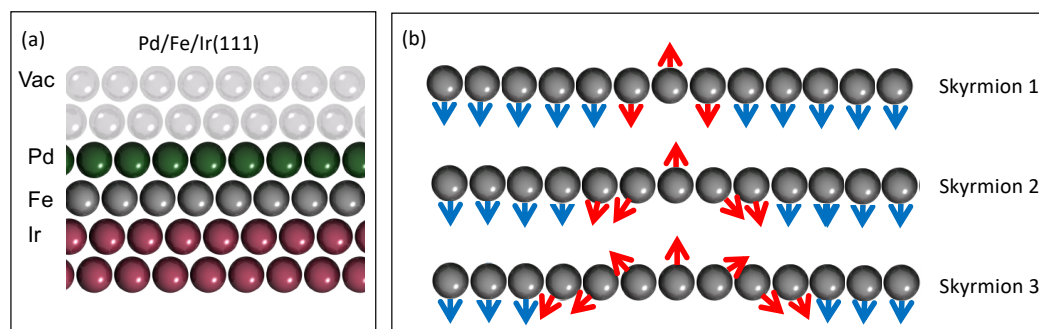 (a)
Pd/Fe/Ir(111)
Vac
Pd
Fe
Ir
(b)
Skyrmion 1
Skyrmion 2
Skyrmion 3